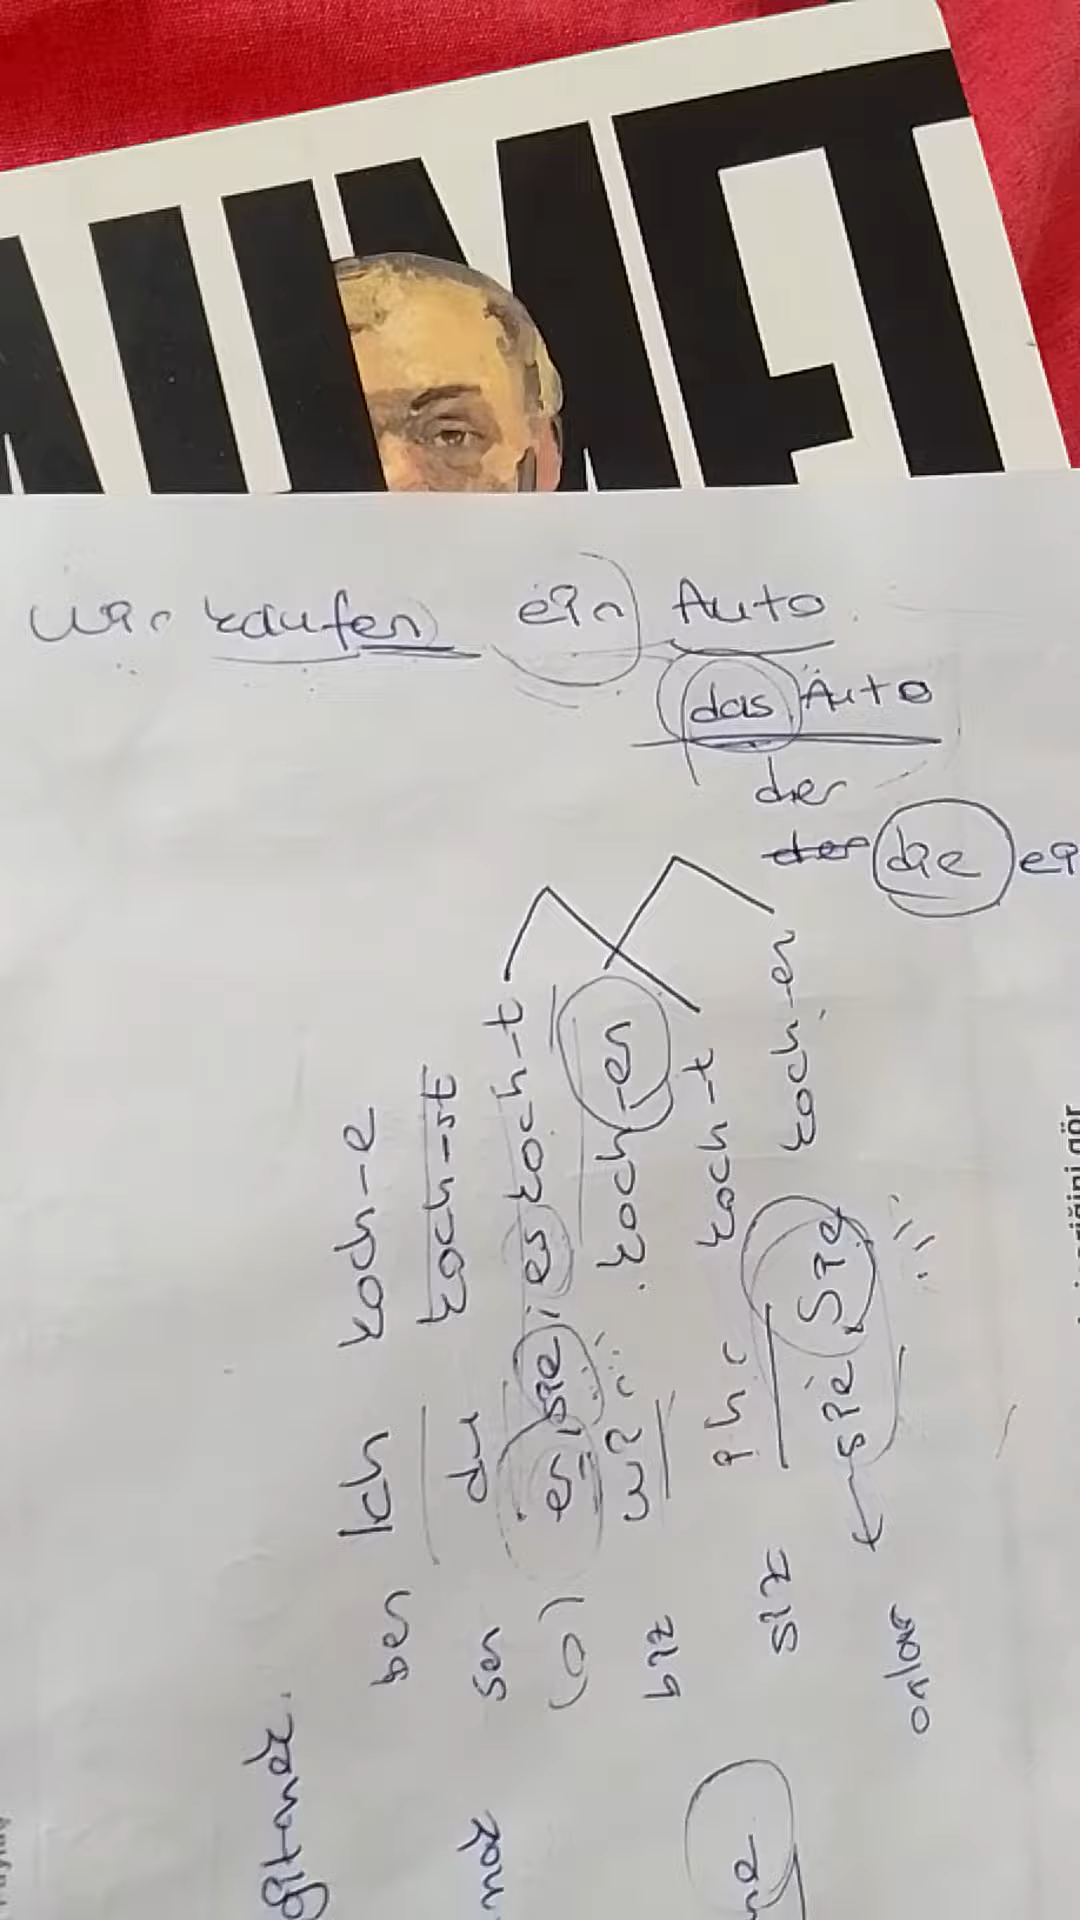 wir kaufen ein Auto
das Auto
der
der die ei
ben Ich koch-e
sen du koch-st
(o) er, sie, es koch-t
biz wir koch-en
siz ihr koch-t
onlar sie, Sie koch-en
gitmek.